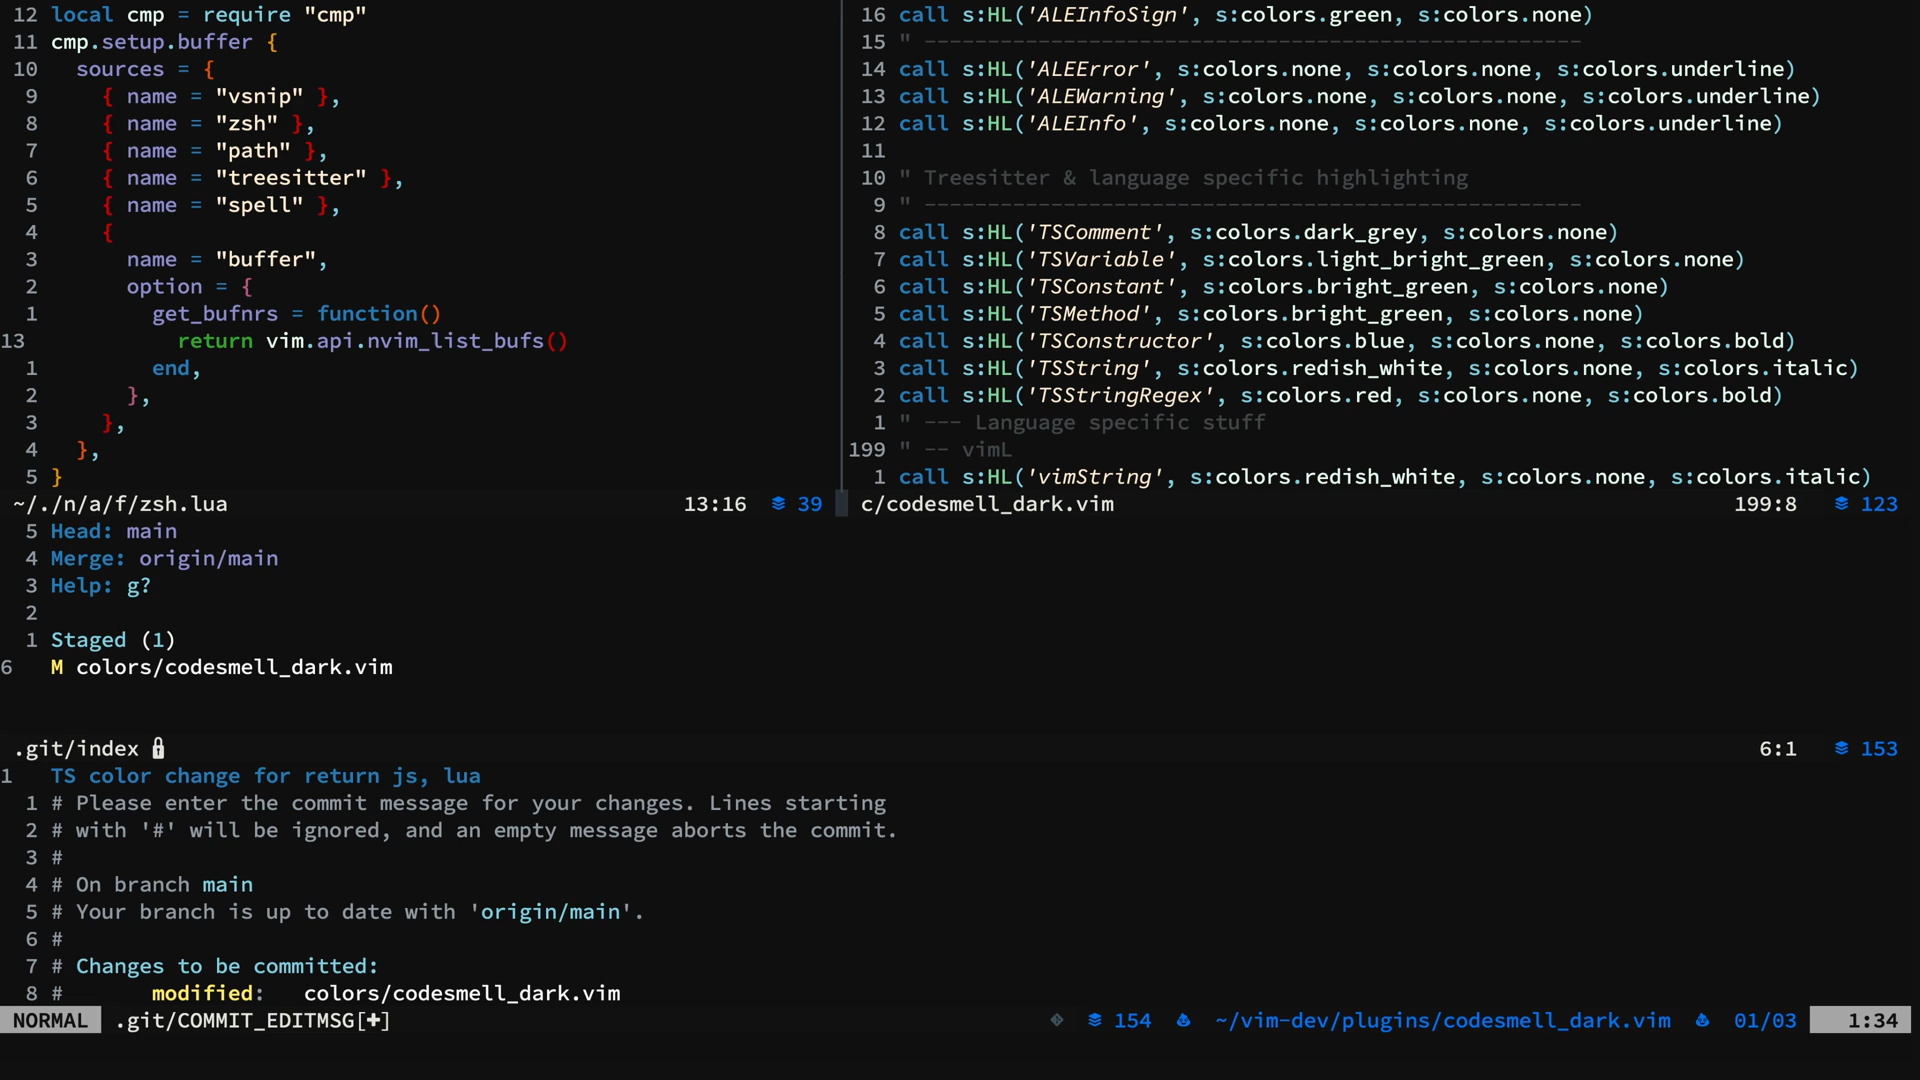 12 local cmp = require "cmp"
11 cmp.setup.buffer {
10   sources = {
 9     { name = "vsnip" },
 8     { name = "zsh" },
 7     { name = "path" },
 6     { name = "treesitter" },
 5     { name = "spell" },
 4     {
 3       name = "buffer",
 2       option = {
 1         get_bufnrs = function()
13           return vim.api.nvim_list_bufs()
 1         end,
 2       },
 3     },
 4   },
 5 }
~/./n/a/f/zsh.lua 13:16 39
16 call s:HL('ALEInfoSign', s:colors.green, s:colors.none)
15 " ----------------------------------------------------
14 call s:HL('ALEError', s:colors.none, s:colors.none, s:colors.underline)
13 call s:HL('ALEWarning', s:colors.none, s:colors.none, s:colors.underline)
12 call s:HL('ALEInfo', s:colors.none, s:colors.none, s:colors.underline)
11
10 " Treesitter & language specific highlighting
 9 " ----------------------------------------------------
 8 call s:HL('TSComment', s:colors.dark_grey, s:colors.none)
 7 call s:HL('TSVariable', s:colors.light_bright_green, s:colors.none)
 6 call s:HL('TSConstant', s:colors.bright_green, s:colors.none)
 5 call s:HL('TSMethod', s:colors.bright_green, s:colors.none)
 4 call s:HL('TSConstructor', s:colors.blue, s:colors.none, s:colors.bold)
 3 call s:HL('TSString', s:colors.redish_white, s:colors.none, s:colors.italic)
 2 call s:HL('TSStringRegex', s:colors.red, s:colors.none, s:colors.bold)
 1 " --- Language specific stuff
199 " -- vimL
 1 call s:HL('vimString', s:colors.redish_white, s:colors.none, s:colors.italic)
c/codesmell_dark.vim 199:8 123
 5 Head: main
 4 Merge: origin/main
 3 Help: g?
 2
 1 Staged (1)
6   M colors/codesmell_dark.vim
.git/index 6:1 153
1   TS color change for return js, lua
 1 # Please enter the commit message for your changes. Lines starting
 2 # with '#' will be ignored, and an empty message aborts the commit.
 3 #
 4 # On branch main
 5 # Your branch is up to date with 'origin/main'.
 6 #
 7 # Changes to be committed:
 8 #       modified:   colors/codesmell_dark.vim
NORMAL .git/COMMIT_EDITMSG[+] 154 ~/vim-dev/plugins/codesmell_dark.vim 01/03 1:34